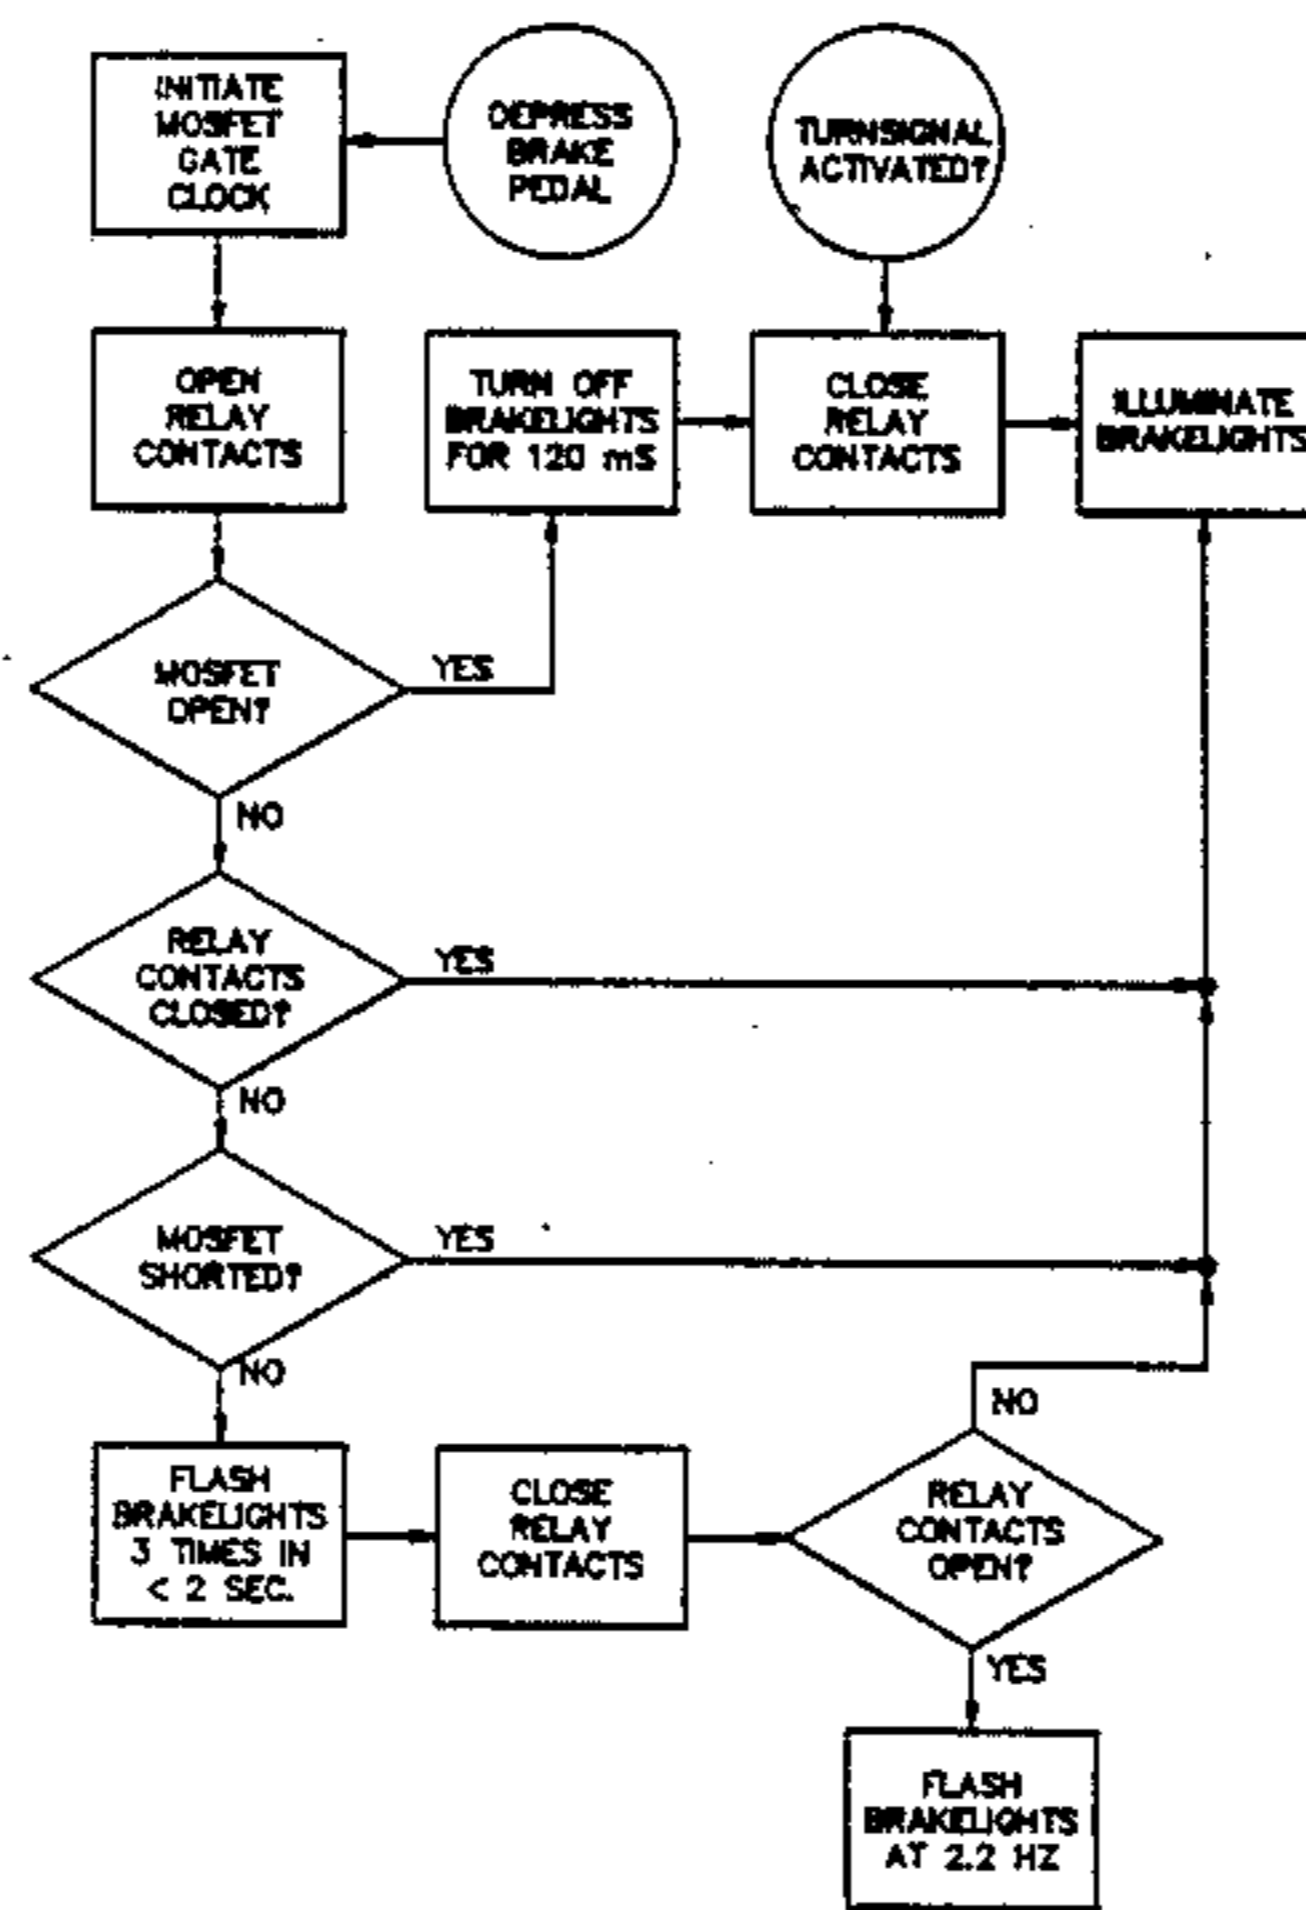 INITIATE
MOSFET
GATE
CLOCK
DEPRESS
BRAKE
PEDAL
TURNSIGNAL
ACTIVATED?
OPEN
RELAY
CONTACTS
TURN OFF
BRAKELIGHTS
FOR 120 mS
CLOSE
RELAY
CONTACTS
ILLUMINATE
BRAKELIGHTS
MOSFET
OPEN?
YES
NO
RELAY
CONTACTS
CLOSED?
YES
NO
MOSFET
SHORTED?
YES
NO
FLASH
BRAKELIGHTS
3 TIMES IN
< 2 SEC.
CLOSE
RELAY
CONTACTS
NO
RELAY
CONTACTS
OPEN?
YES
FLASH
BRAKELIGHTS
AT 2.2 HZ